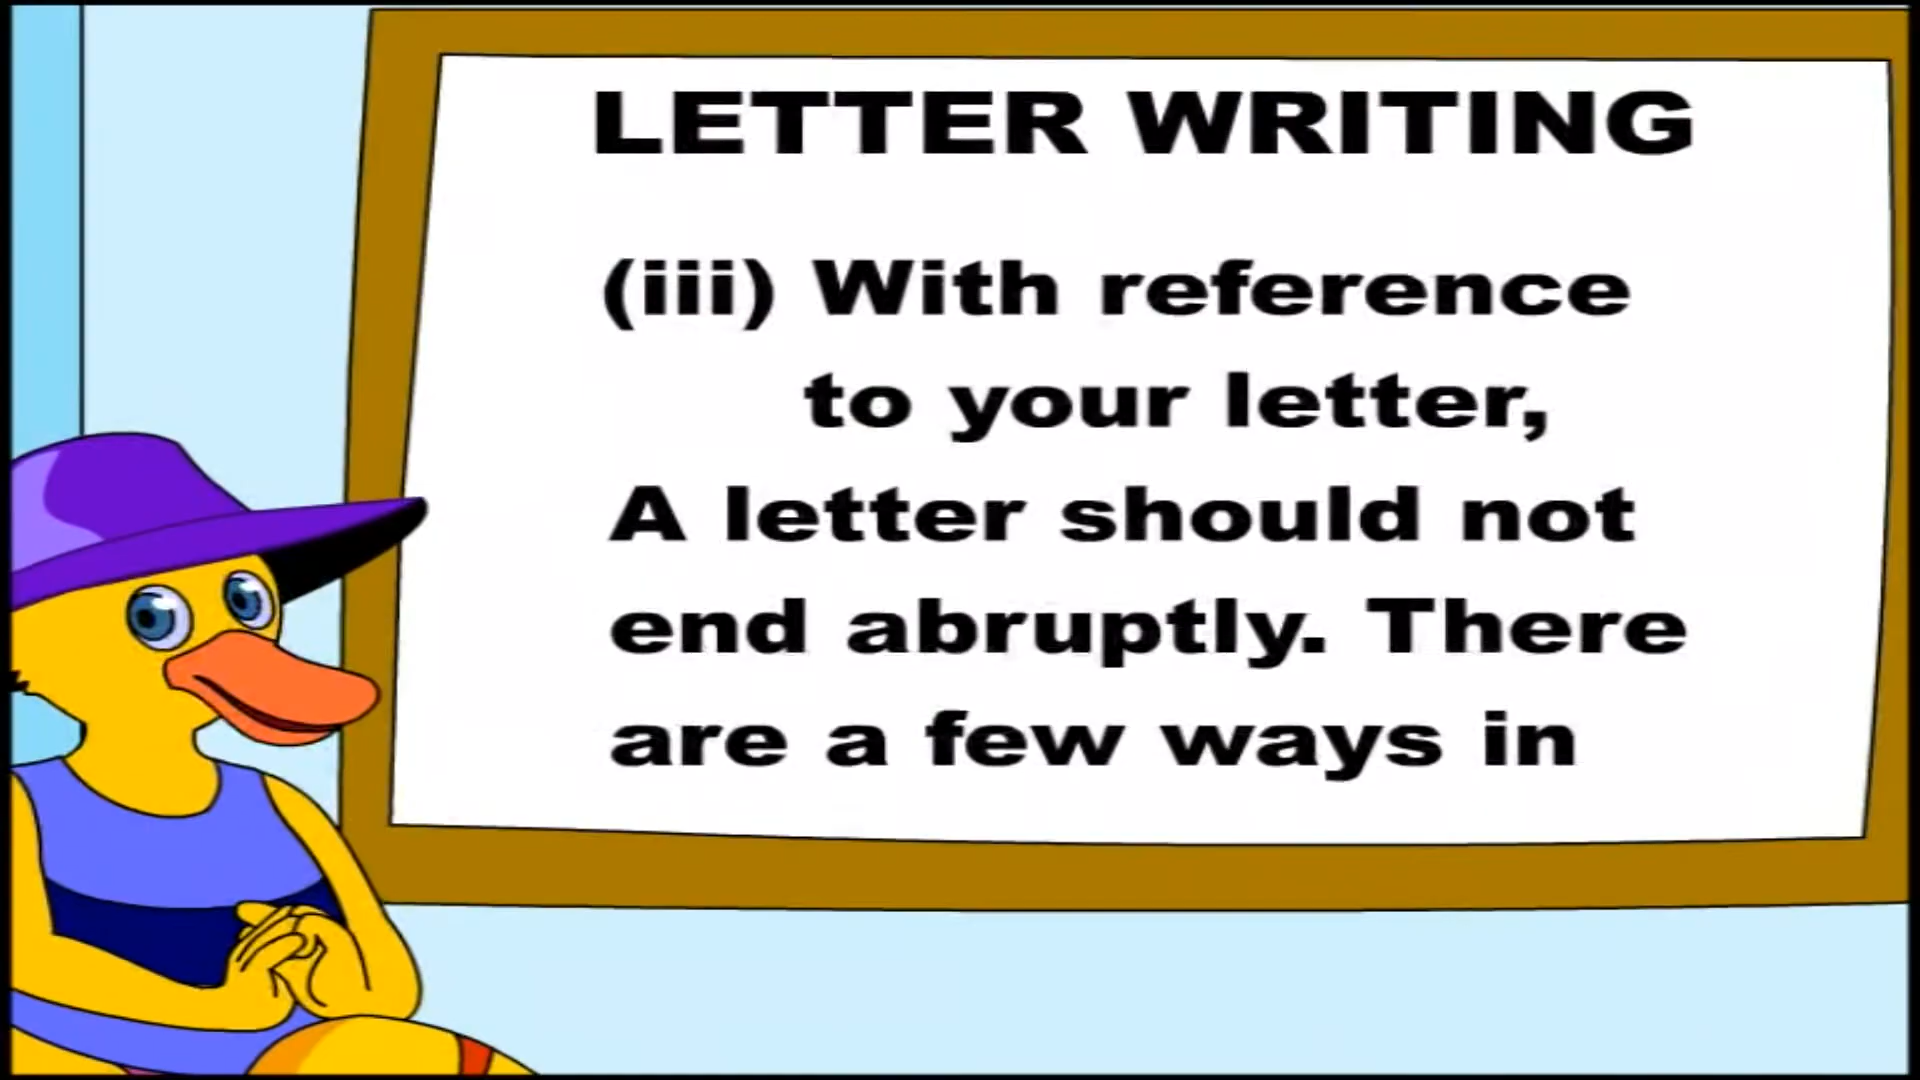 LETTER WRITING
(iii) With reference
to your letter,
A letter should not
end abruptly. There
are a few ways in